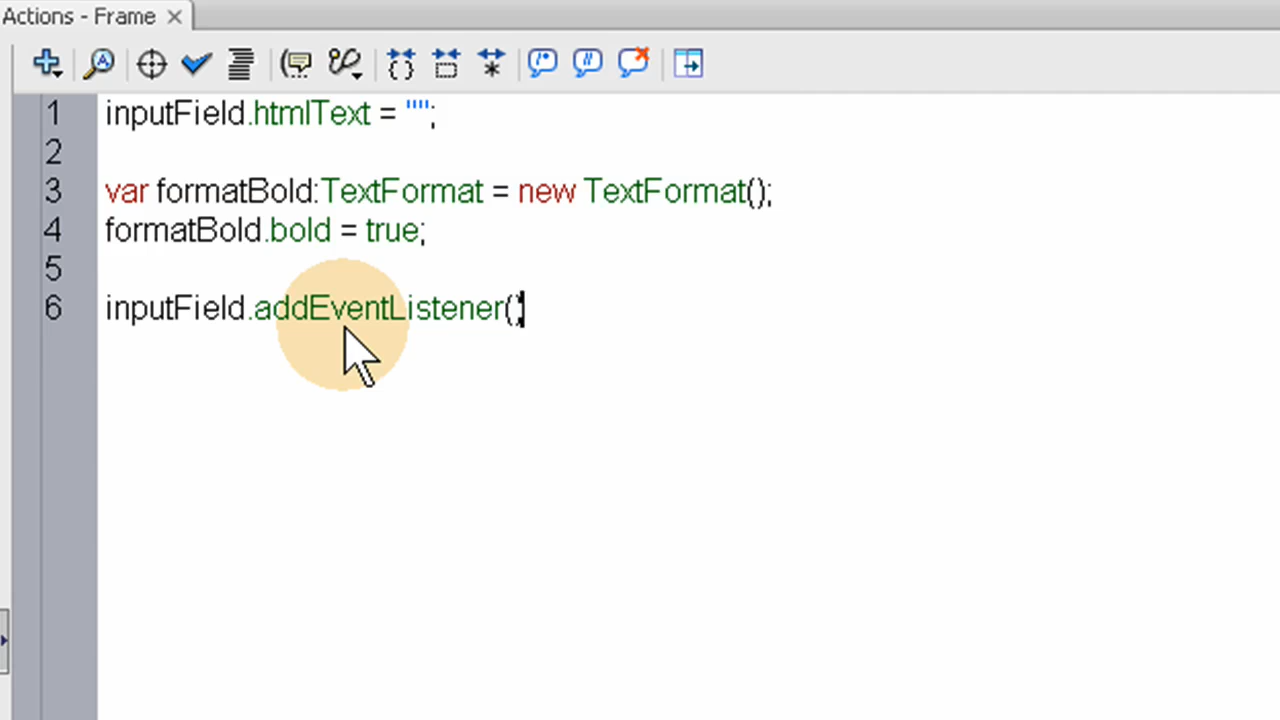 Actions - Frame
1 inputField.htmlText = "";
2
3 var formatBold:TextFormat = new TextFormat();
4 formatBold.bold = true;
5
6 inputField.addEventListener()